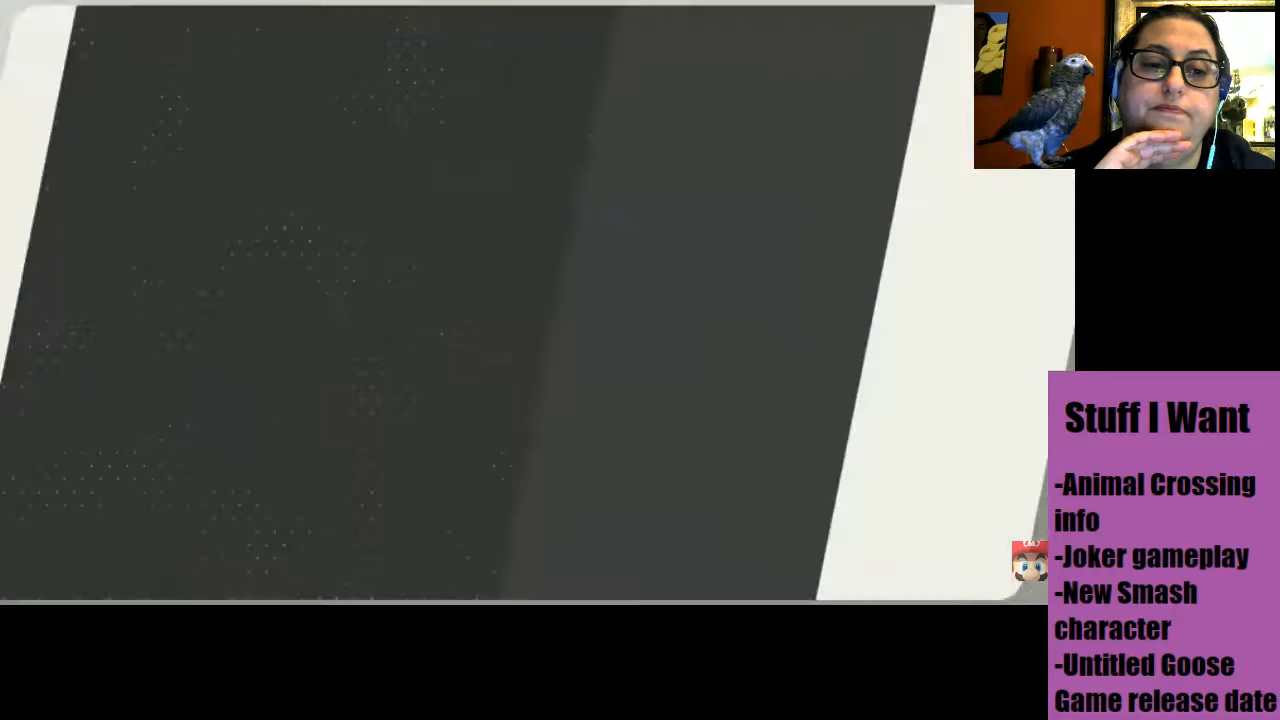 Stuff I Want
-Animal Crossing
info
-Joker gameplay
-New Smash
character
-Untitled Goose
Game release date